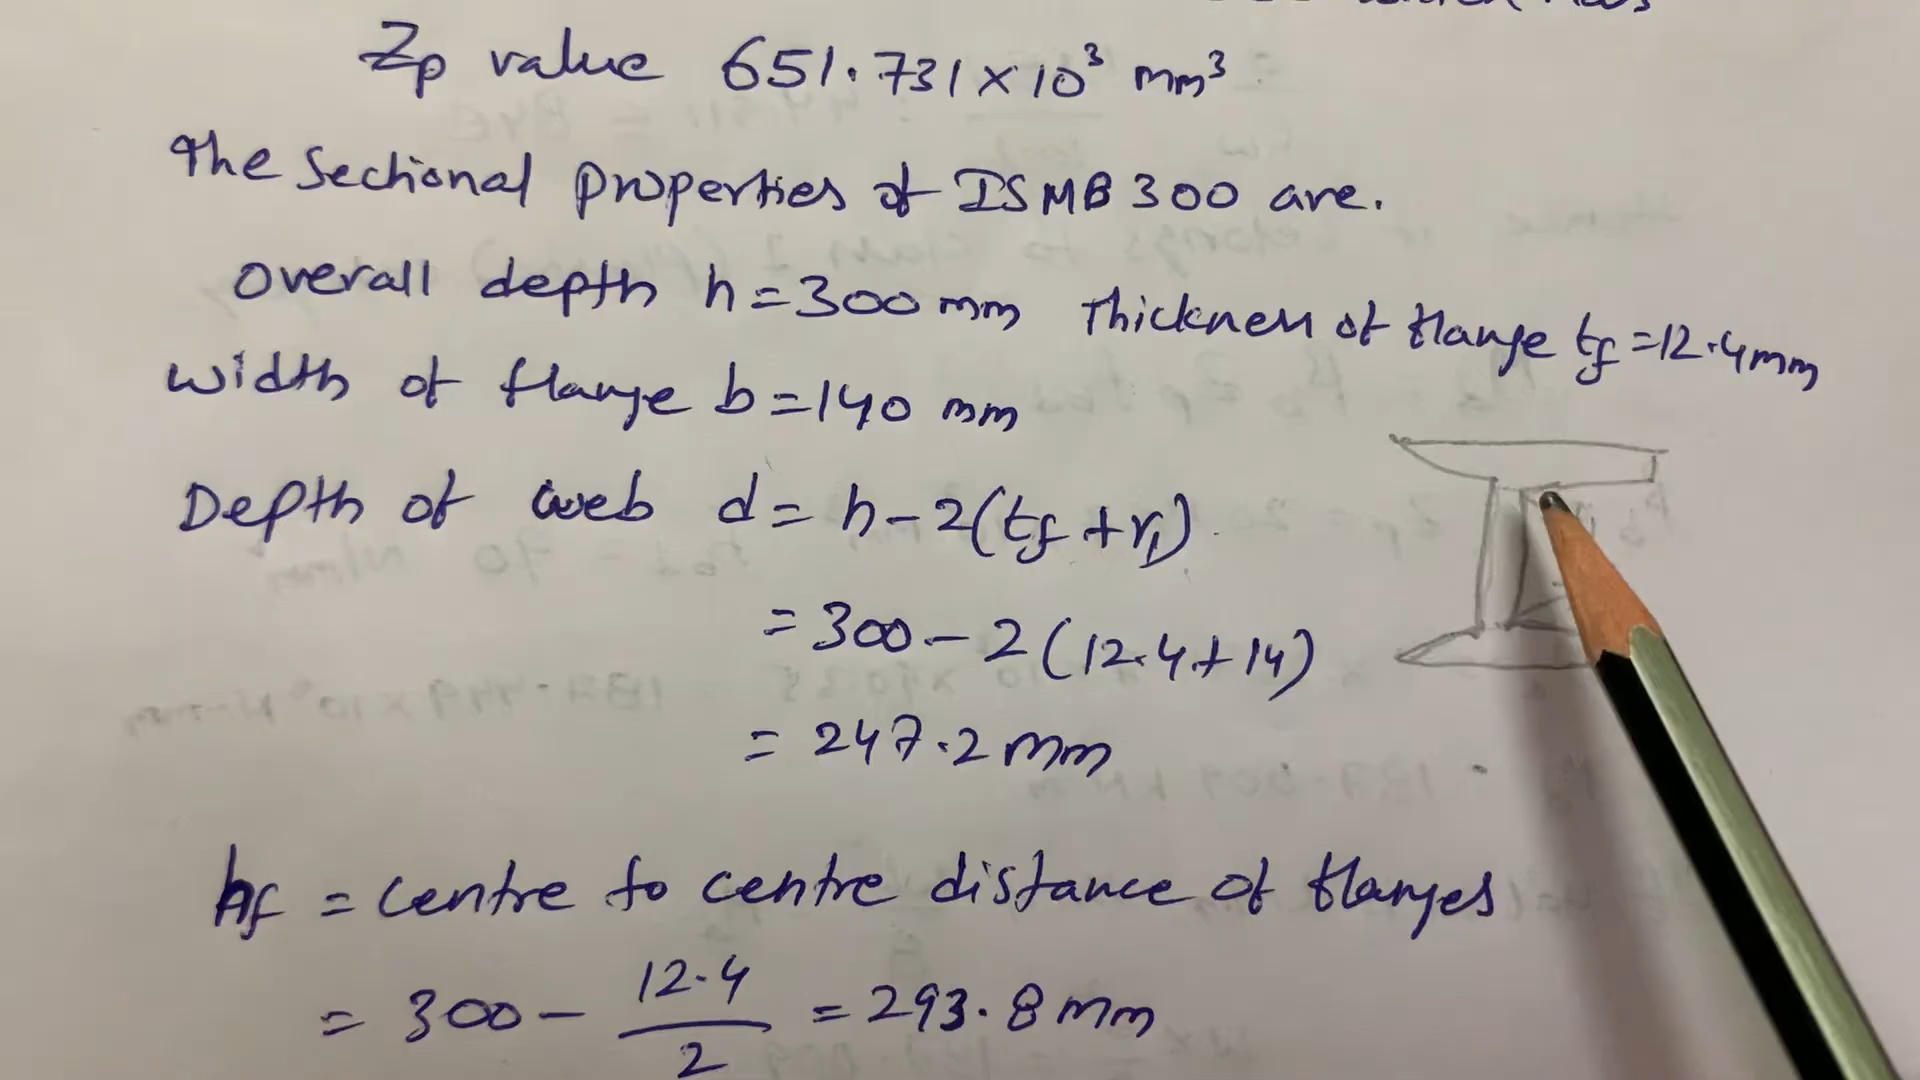 Zp value 651.731 × 10³ mm³
The Sectional properties of ISMB 300 are.
Overall depth h = 300 mm Thickness of flange tf = 12.4 mm
Width of flange b = 140 mm
Depth of web d = h - 2(tf + r1)
= 300 - 2(12.4 + 14)
= 247.2 mm
hf = centre to centre distance of flanges
= 300 - 12.4/2 = 293.8 mm